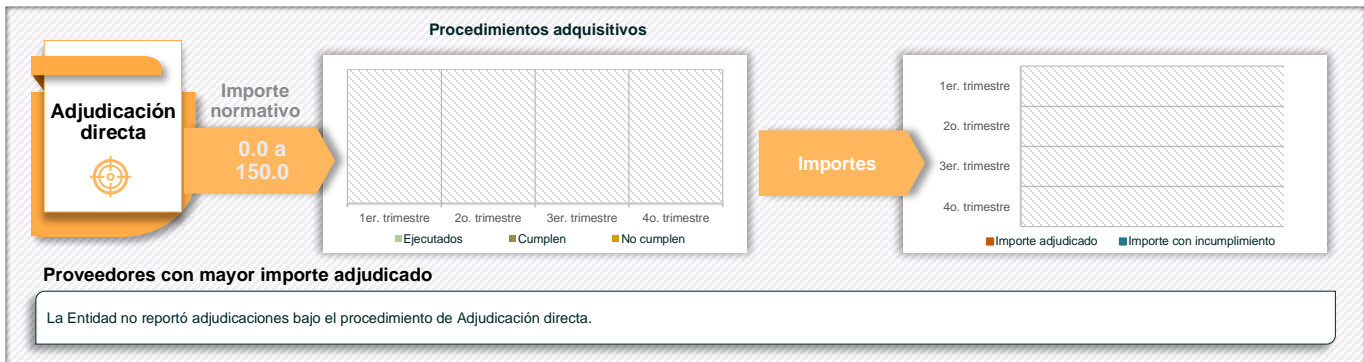 Procedimientos adquisitivos
Adjudicación
directa
Importe
normativo
0.0 a
150.0
1er. trimestre 2o. trimestre 3er. trimestre 4o. trimestre
Ejecutados Cumplen No cumplen
Importes
1er. trimestre
2o. trimestre
3er. trimestre
4o. trimestre
Importe adjudicado Importe con incumplimiento
Proveedores con mayor importe adjudicado
La Entidad no reportó adjudicaciones bajo el procedimiento de Adjudicación directa.